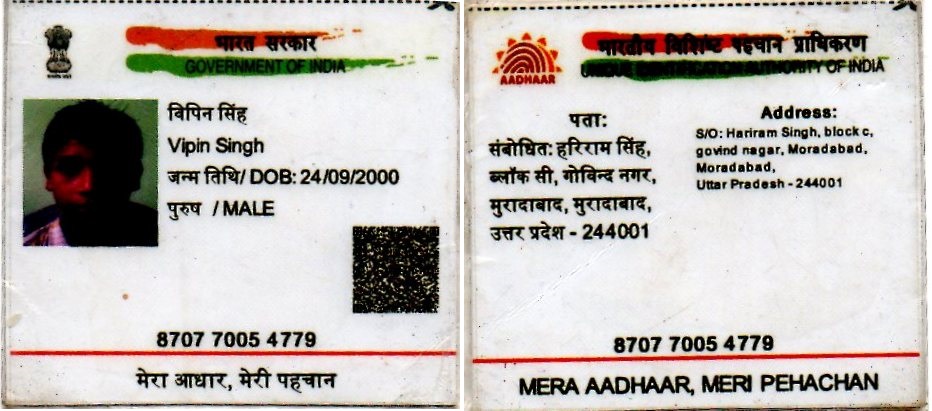 भारत सरकार
GOVERNMENT OF INDIA
विपिन सिंह
Vipin Singh
जन्म तिथि/ DOB: 24/09/2000
पुरुष / MALE
8707 7005 4779
मेरा आधार, मेरी पहचान
भारतीय विशिष्ट पहचान प्राधिकरण
UNIQUE IDENTIFICATION AUTHORITY OF INDIA
AADHAAR
पता:
संबोधित: हरिराम सिंह,
ब्लॉक सी, गोविन्द नगर,
मुरादाबाद, मुरादाबाद,
उत्तर प्रदेश - 244001
Address:
S/O: Hariram Singh, block c,
govind nagar, Moradabad,
Moradabad,
Uttar Pradesh - 244001
8707 7005 4779
MERA AADHAAR, MERI PEHACHAN